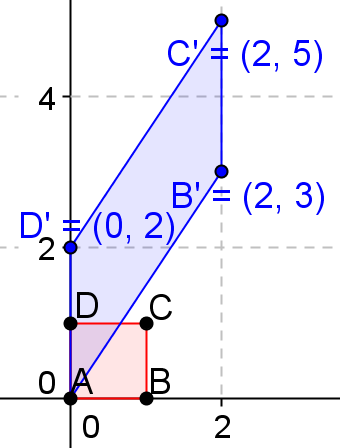 C' = (2, 5)
4
B' = (2, 3)
D' = (0, 2)
2
D C
0 A B
0 2